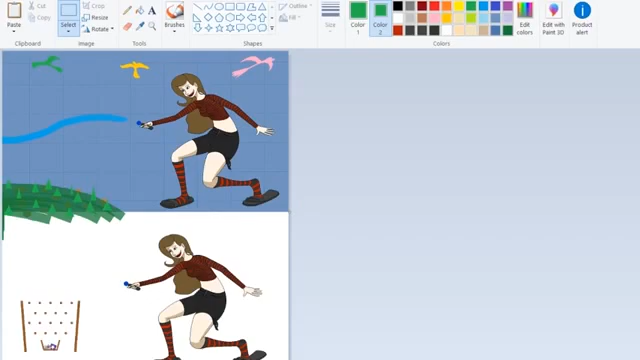 Paste
Cut
Copy
Clipboard
Select
Crop
Resize
Rotate
Image
Tools
Brushes
Outline
Fill
Shapes
Size
Color
1
Color
2
Edit
colors
Edit with
Paint 3D
Product
alert
Colors